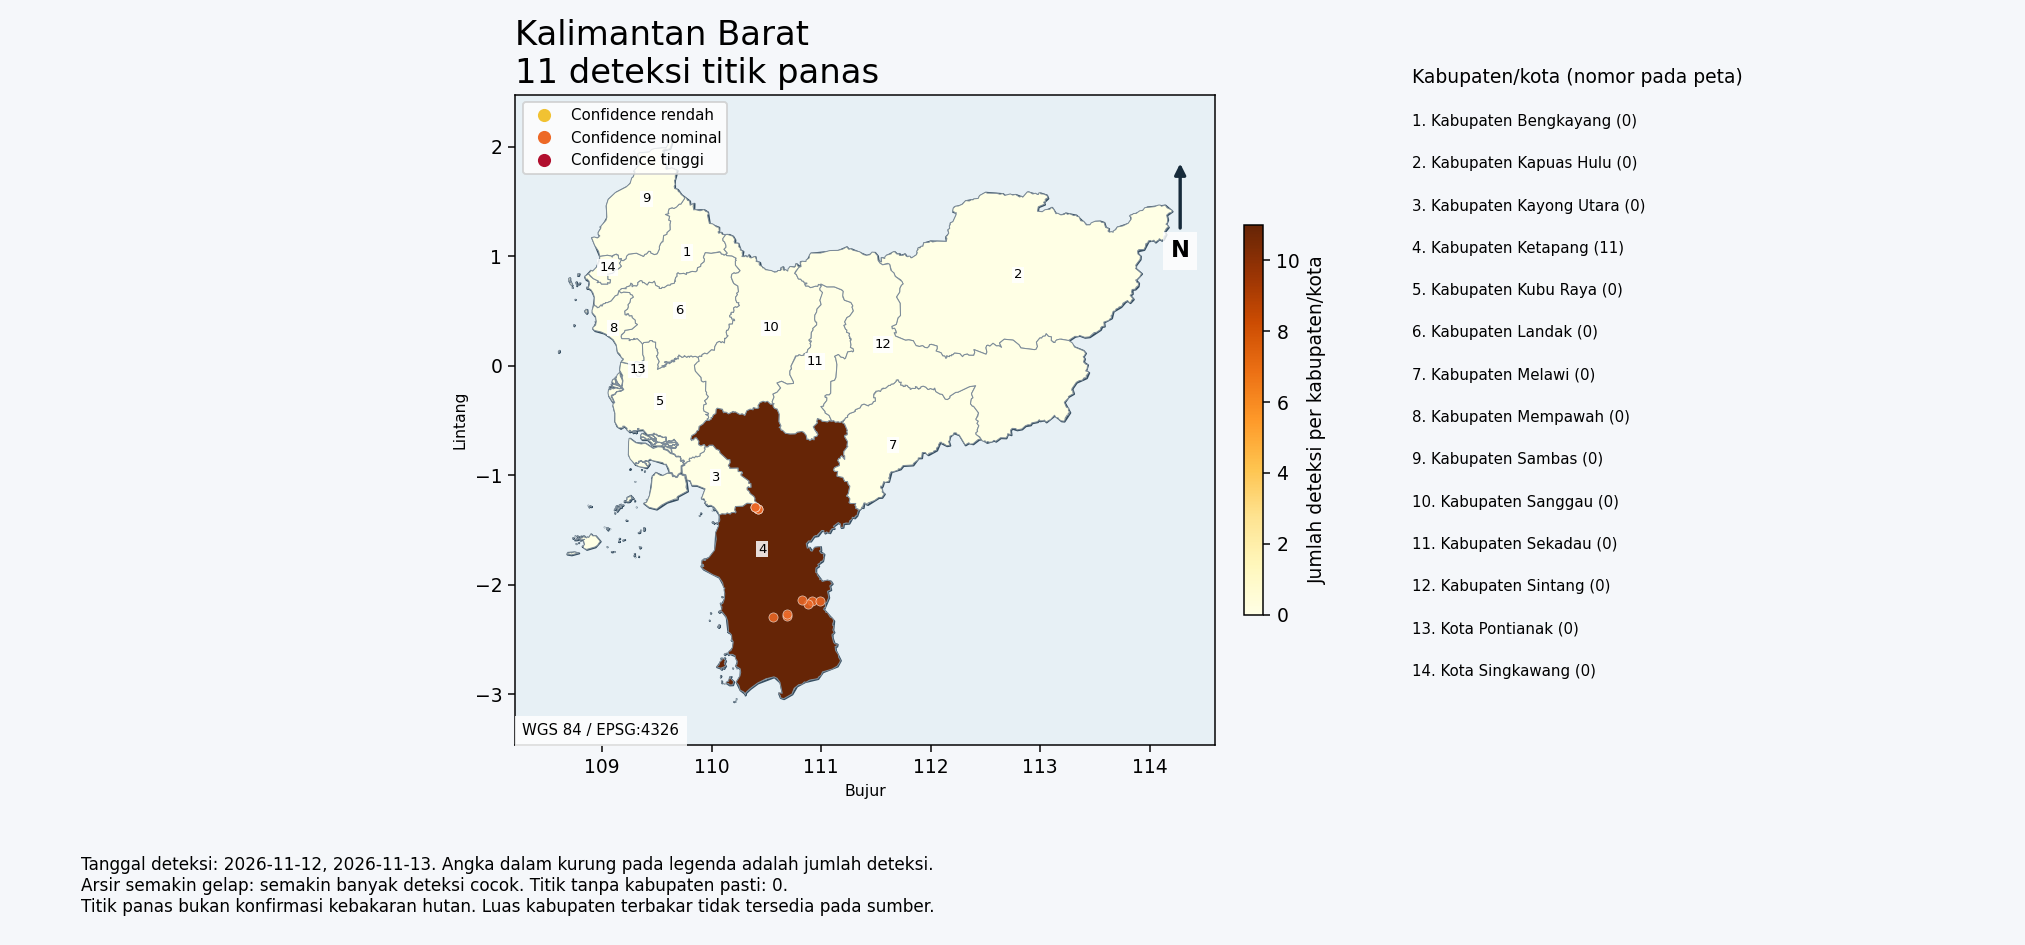 Kalimantan Barat
11 deteksi titik panas
Confidence rendah
Confidence nominal
Confidence tinggi
2
1
0
−1
−2
−3
Lintang
109
110
111
112
113
114
Bujur
9
1
14
2
6
8
10
12
11
13
5
7
3
4
N
WGS 84 / EPSG:4326
10
8
6
4
2
0
Jumlah deteksi per kabupaten/kota
Kabupaten/kota (nomor pada peta)
1. Kabupaten Bengkayang (0)
2. Kabupaten Kapuas Hulu (0)
3. Kabupaten Kayong Utara (0)
4. Kabupaten Ketapang (11)
5. Kabupaten Kubu Raya (0)
6. Kabupaten Landak (0)
7. Kabupaten Melawi (0)
8. Kabupaten Mempawah (0)
9. Kabupaten Sambas (0)
10. Kabupaten Sanggau (0)
11. Kabupaten Sekadau (0)
12. Kabupaten Sintang (0)
13. Kota Pontianak (0)
14. Kota Singkawang (0)
Tanggal deteksi: 2026-11-12, 2026-11-13. Angka dalam kurung pada legenda adalah jumlah deteksi.
Arsir semakin gelap: semakin banyak deteksi cocok. Titik tanpa kabupaten pasti: 0.
Titik panas bukan konfirmasi kebakaran hutan. Luas kabupaten terbakar tidak tersedia pada sumber.